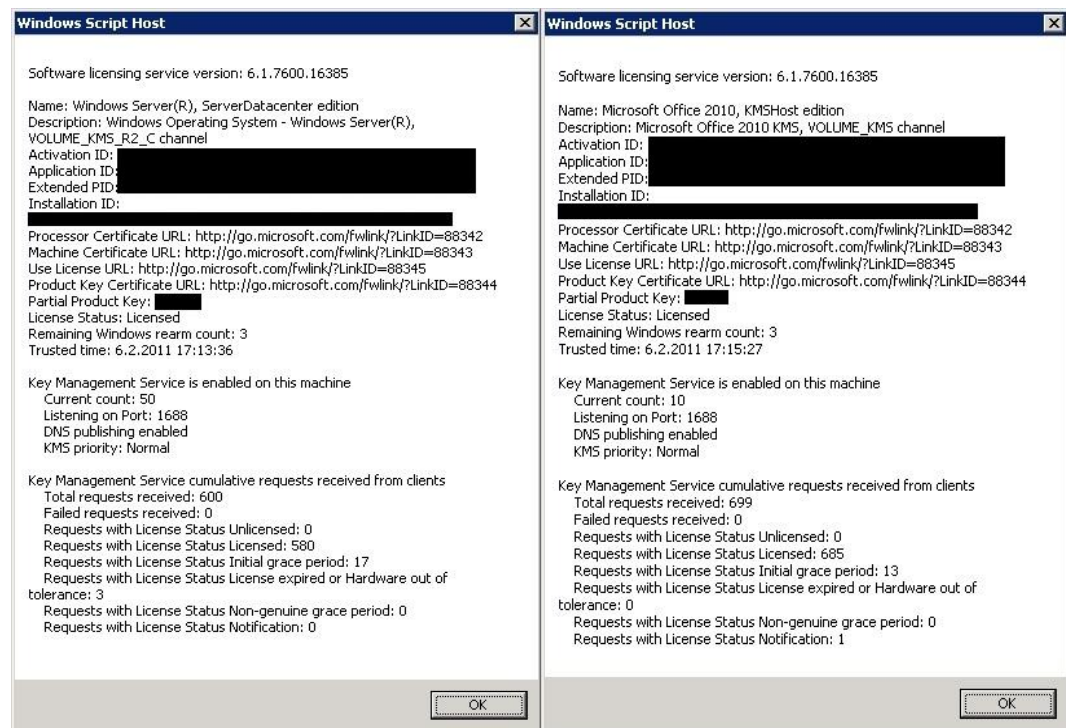 Windows Script Host
Software licensing service version: 6.1.7600.16385
Name: Windows Server(R), ServerDatacenter edition
Description: Windows Operating System - Windows Server(R),
VOLUME_KMS_R2_C channel
Activation ID:
Application ID:
Extended PID:
Installation ID:
Processor Certificate URL: http://go.microsoft.com/fwlink/?LinkID=88342
Machine Certificate URL: http://go.microsoft.com/fwlink/?LinkID=88343
Use License URL: http://go.microsoft.com/fwlink/?LinkID=88345
Product Key Certificate URL: http://go.microsoft.com/fwlink/?LinkID=88344
Partial Product Key:
License Status: Licensed
Remaining Windows rearm count: 3
Trusted time: 6.2.2011 17:13:36
Key Management Service is enabled on this machine
Current count: 50
Listening on Port: 1688
DNS publishing enabled
KMS priority: Normal
Key Management Service cumulative requests received from clients
Total requests received: 600
Failed requests received: 0
Requests with License Status Unlicensed: 0
Requests with License Status Licensed: 580
Requests with License Status Initial grace period: 17
Requests with License Status License expired or Hardware out of
tolerance: 3
Requests with License Status Non-genuine grace period: 0
Requests with License Status Notification: 0
OK
Windows Script Host
Software licensing service version: 6.1.7600.16385
Name: Microsoft Office 2010, KMSHost edition
Description: Microsoft Office 2010 KMS, VOLUME_KMS channel
Activation ID:
Application ID:
Extended PID:
Installation ID:
Processor Certificate URL: http://go.microsoft.com/fwlink/?LinkID=88342
Machine Certificate URL: http://go.microsoft.com/fwlink/?LinkID=88343
Use License URL: http://go.microsoft.com/fwlink/?LinkID=88345
Product Key Certificate URL: http://go.microsoft.com/fwlink/?LinkID=88344
Partial Product Key:
License Status: Licensed
Remaining Windows rearm count: 3
Trusted time: 6.2.2011 17:15:27
Key Management Service is enabled on this machine
Current count: 10
Listening on Port: 1688
DNS publishing enabled
KMS priority: Normal
Key Management Service cumulative requests received from clients
Total requests received: 699
Failed requests received: 0
Requests with License Status Unlicensed: 0
Requests with License Status Licensed: 685
Requests with License Status Initial grace period: 13
Requests with License Status License expired or Hardware out of
tolerance: 0
Requests with License Status Non-genuine grace period: 0
Requests with License Status Notification: 1
OK